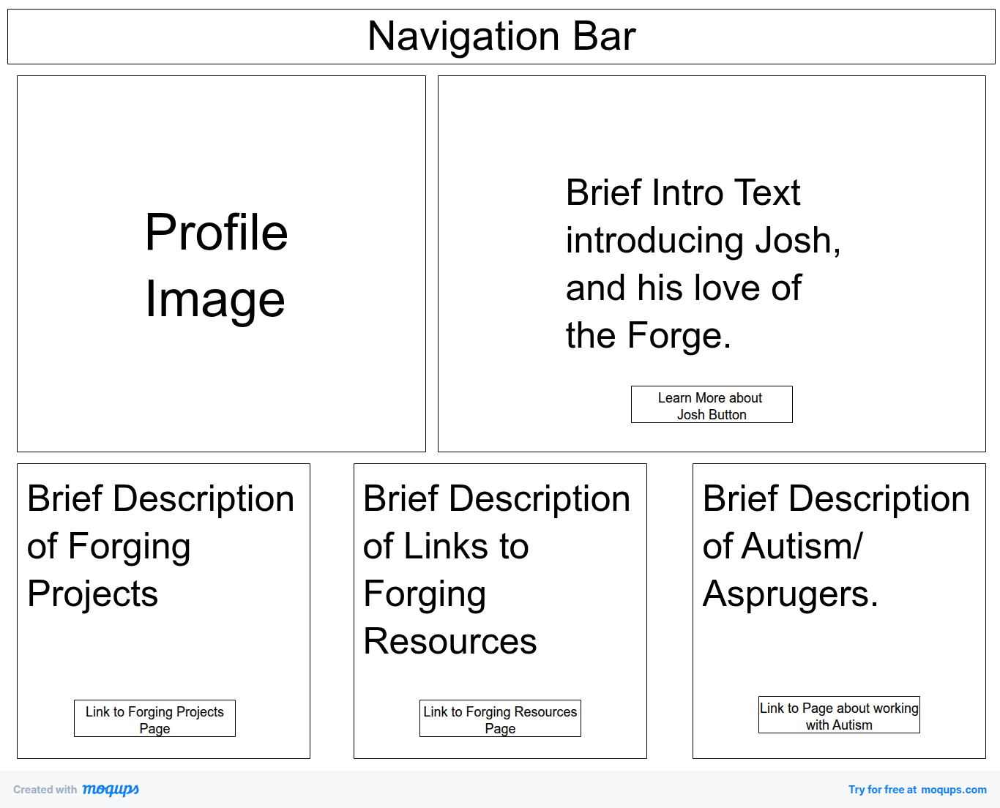 Navigation Bar
Profile
Image
Brief Intro Text
introducing Josh,
and his love of
the Forge.
Learn More about
Josh Button
Brief Description
of Forging
Projects
Link to Forging Projects
Page
Brief Description
of Links to
Forging
Resources
Link to Forging Resources
Page
Brief Description
of Autism/
Asprugers.
Link to Page about working
with Autism
Created with moqups
Try for free at moqups.com